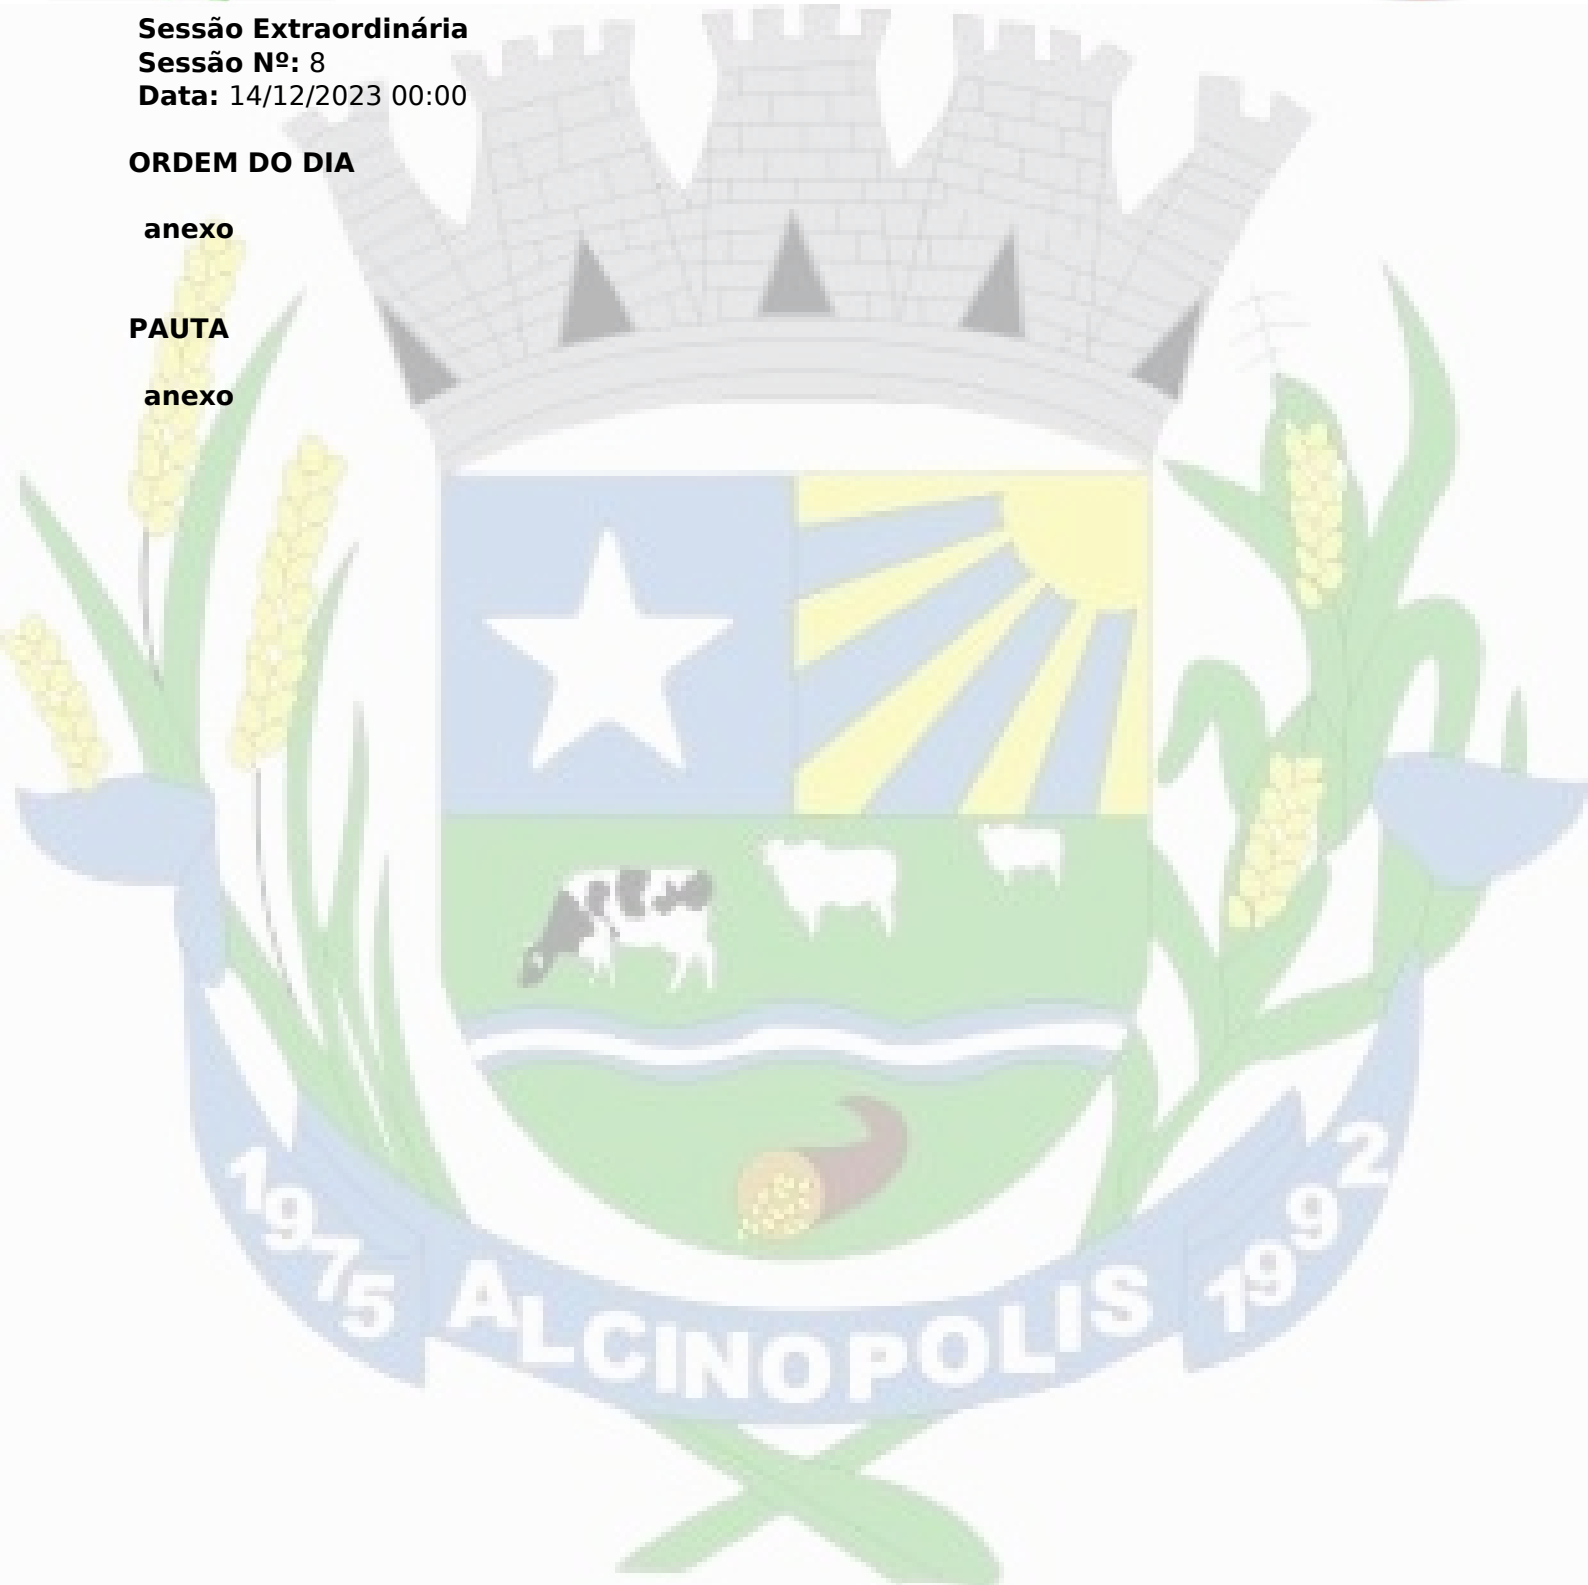 Sessão Extraordinária
Sessão Nº: 8
Data: 14/12/2023 00:00
ORDEM DO DIA
anexo
PAUTA
anexo
1975 ALCINOPOLIS 1992